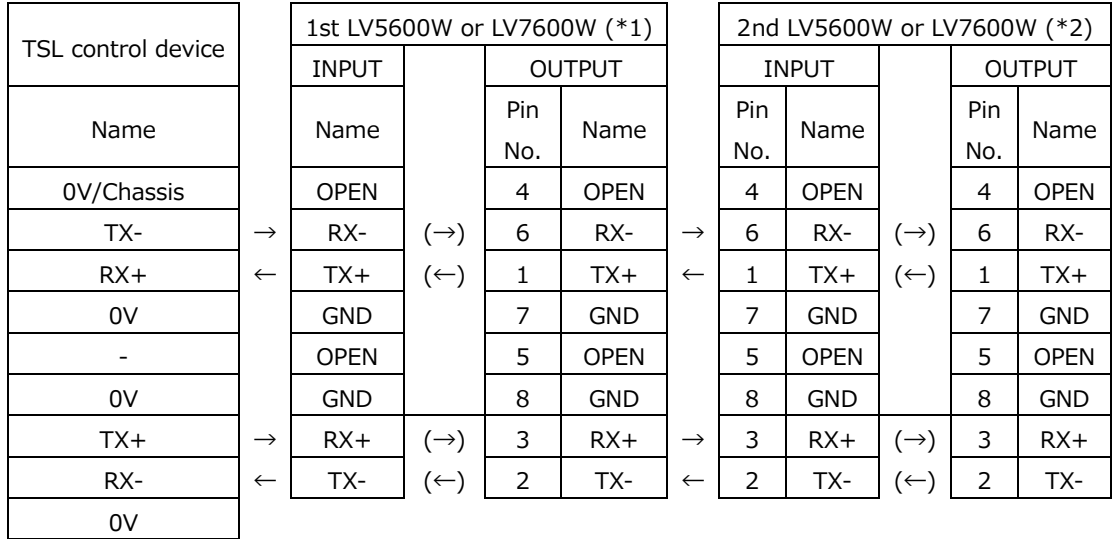 TSL control device 1st LV5600W or LV7600W (*1) 2nd LV5600W or LV7600W (*2)
INPUT OUTPUT INPUT OUTPUT
Name Name Pin No. Name Pin No. Name Pin No. Name
0V/Chassis OPEN 4 OPEN 4 OPEN 4 OPEN
TX- → RX- (→) 6 RX- → 6 RX- (→) 6 RX-
RX+ ← TX+ (←) 1 TX+ ← 1 TX+ (←) 1 TX+
0V GND 7 GND 7 GND 7 GND
- OPEN 5 OPEN 5 OPEN 5 OPEN
0V GND 8 GND 8 GND 8 GND
TX+ → RX+ (→) 3 RX+ → 3 RX+ (→) 3 RX+
RX- ← TX- (←) 2 TX- ← 2 TX- (←) 2 TX-
0V